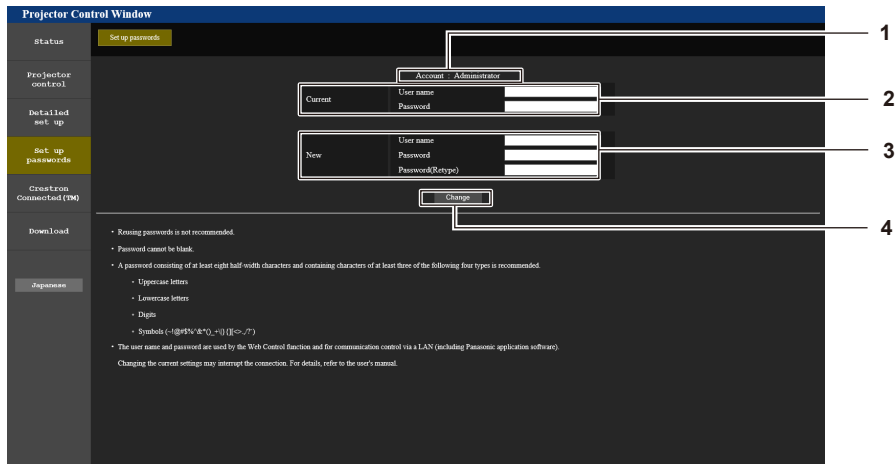 Projector Control Window
Status
Set up passwords
1
Projector
control
Account : Administrator
Current
User name
Password
2
Detailed
set up
Set up
passwords
New
User name
Password
Password(Retype)
3
Crestron
Connected(TM)
Change
4
Download
• Reusing passwords is not recommended.
• Password cannot be blank.
• A password consisting of at least eight half-width characters and containing characters of at least three of the following four types is recommended.
• Uppercase letters
• Lowercase letters
• Digits
• Symbols (~!@#$%^&*()_+\|}{][<>.,/?`)
• The user name and password are used by the Web Control function and for communication control via a LAN (including Panasonic application software).
Changing the current settings may interrupt the connection. For details, refer to the user's manual.
Japanese